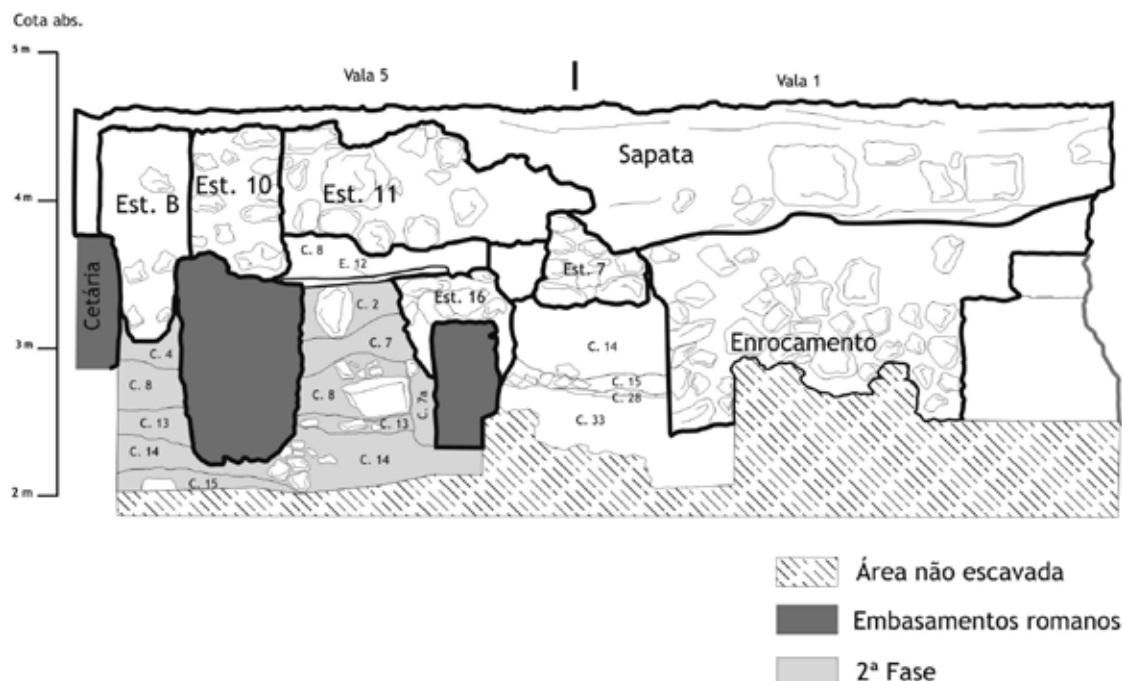 Cota abs.
5 m
Vala 5
Vala 1
Sapata
Est. B
Est. 10
Est. 11
4m
C. 8
E. 12
Est. 7
Cetária
C. 2
Est. 16
C. 4
C. 7
3m
C. 14
Enrocamento
C. 8
C. 8
C. 7a
C. 15
C. 28
C. 13
C. 13
C. 33
C. 14
C. 14
C. 15
2 m
Área não escavada
Embasamentos romanos
2ª Fase